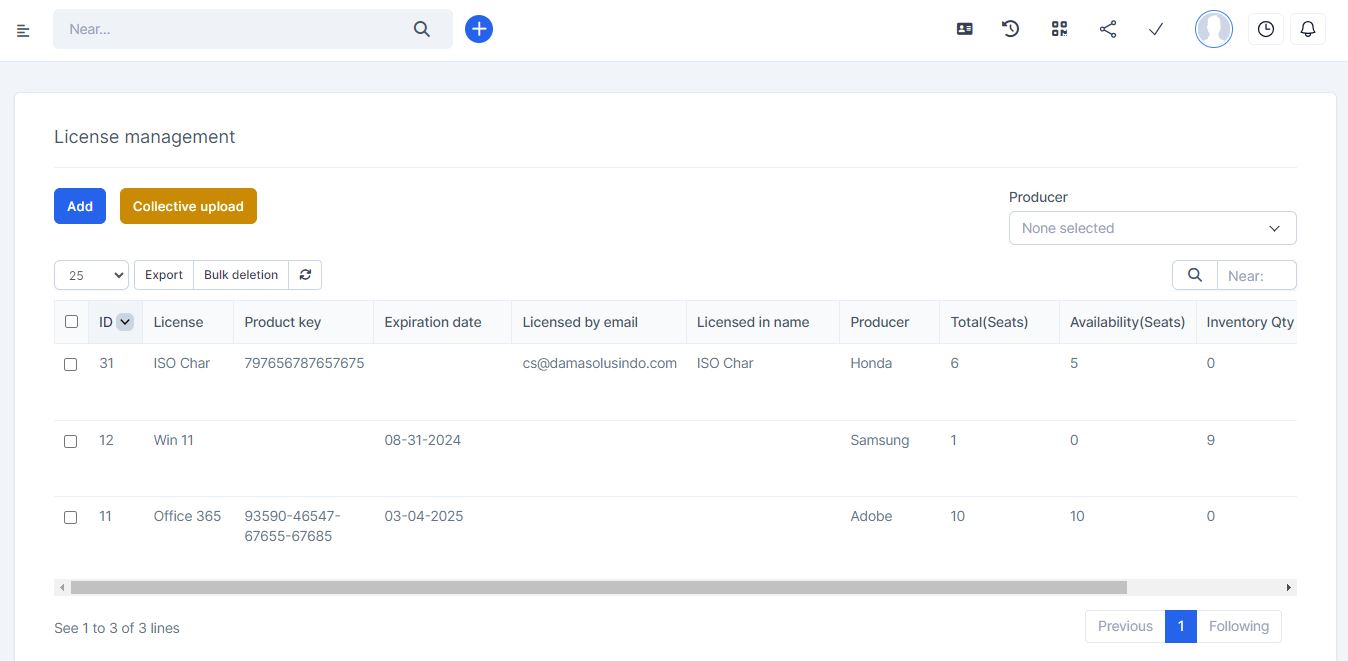 Near...
License management
Add Collective upload
Producer
None selected
25 Export Bulk deletion Near:
ID License Product key Expiration date Licensed by email Licensed in name Producer Total(Seats) Availability(Seats) Inventory Qty
31 ISO Char 797656787657675 cs@damasolusindo.com ISO Char Honda 6 5 0
12 Win 11 08-31-2024 Samsung 1 0 9
11 Office 365 93590-46547- 03-04-2025 Adobe 10 10 0
67655-67685
See 1 to 3 of 3 lines Previous 1 Following